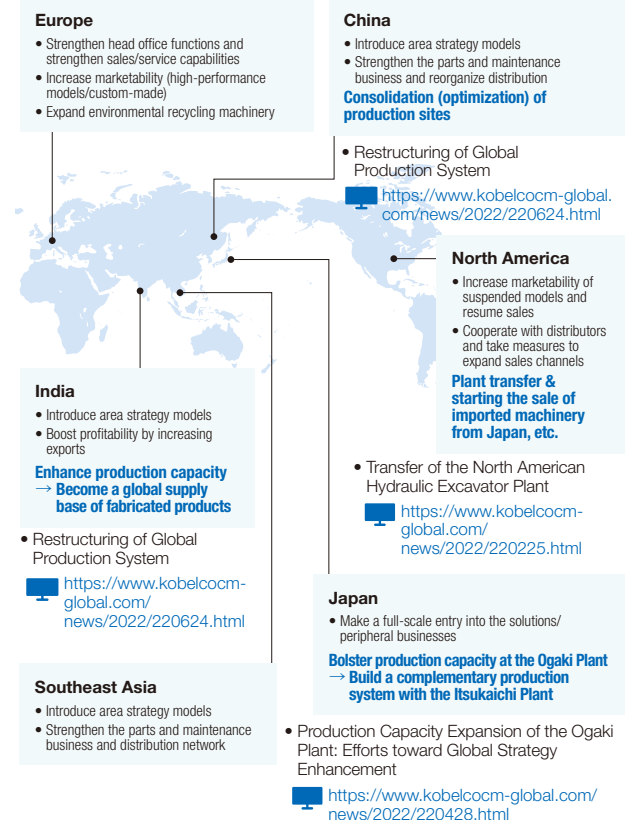 Europe
• Strengthen head office functions and
strengthen sales/service capabilities
• Increase marketability (high-performance
models/custom-made)
• Expand environmental recycling machinery
China
• Introduce area strategy models
• Strengthen the parts and maintenance
business and reorganize distribution
Consolidation (optimization) of
production sites
• Restructuring of Global
Production System
https://www.kobelcocm-global.
com/news/2022/220624.html
North America
• Increase marketability of
suspended models and
resume sales
• Cooperate with distributors
and take measures to
expand sales channels
Plant transfer &
starting the sale of
imported machinery
from Japan, etc.
• Transfer of the North American
Hydraulic Excavator Plant
https://www.kobelcocm-
global.com/
news/2022/220225.html
India
• Introduce area strategy models
• Boost profitability by increasing
exports
Enhance production capacity
→ Become a global supply
base of fabricated products
• Restructuring of Global
Production System
https://www.kobelcocm-
global.com/
news/2022/220624.html
Japan
• Make a full-scale entry into the solutions/
peripheral businesses
Bolster production capacity at the Ogaki Plant
→ Build a complementary production
system with the Itsukaichi Plant
• Production Capacity Expansion of the Ogaki
Plant: Efforts toward Global Strategy
Enhancement
https://www.kobelcocm-global.com/
news/2022/220428.html
Southeast Asia
• Introduce area strategy models
• Strengthen the parts and maintenance
business and distribution network